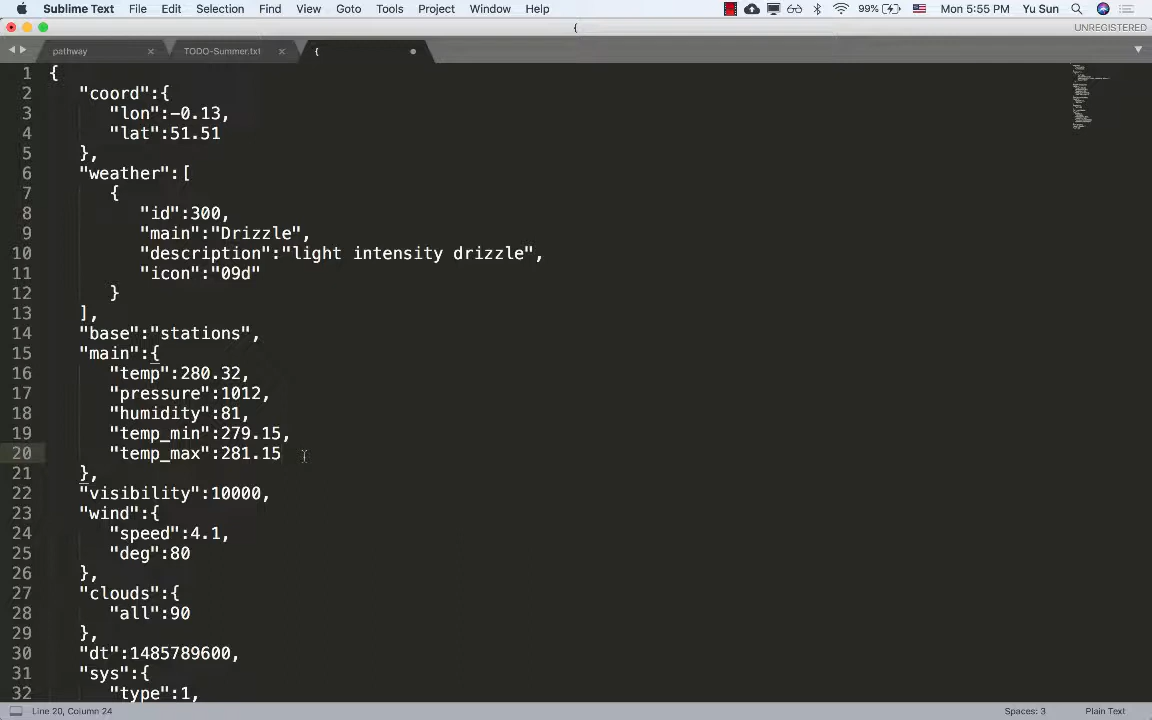 Sublime Text File Edit Selection Find View Goto Tools Project Window Help 99% Mon 5:55 PM Yu Sun
{ UNREGISTERED
pathway TODO-Summer.txt {
1 {
2 "coord":{
3 "lon":-0.13,
4 "lat":51.51
5 },
6 "weather":[
7 {
8 "id":300,
9 "main":"Drizzle",
10 "description":"light intensity drizzle",
11 "icon":"09d"
12 }
13 ],
14 "base":"stations",
15 "main":{
16 "temp":280.32,
17 "pressure":1012,
18 "humidity":81,
19 "temp_min":279.15,
20 "temp_max":281.15
21 },
22 "visibility":10000,
23 "wind":{
24 "speed":4.1,
25 "deg":80
26 },
27 "clouds":{
28 "all":90
29 },
30 "dt":1485789600,
31 "sys":{
32 "type":1,
Line 20, Column 24 Spaces: 3 Plain Text